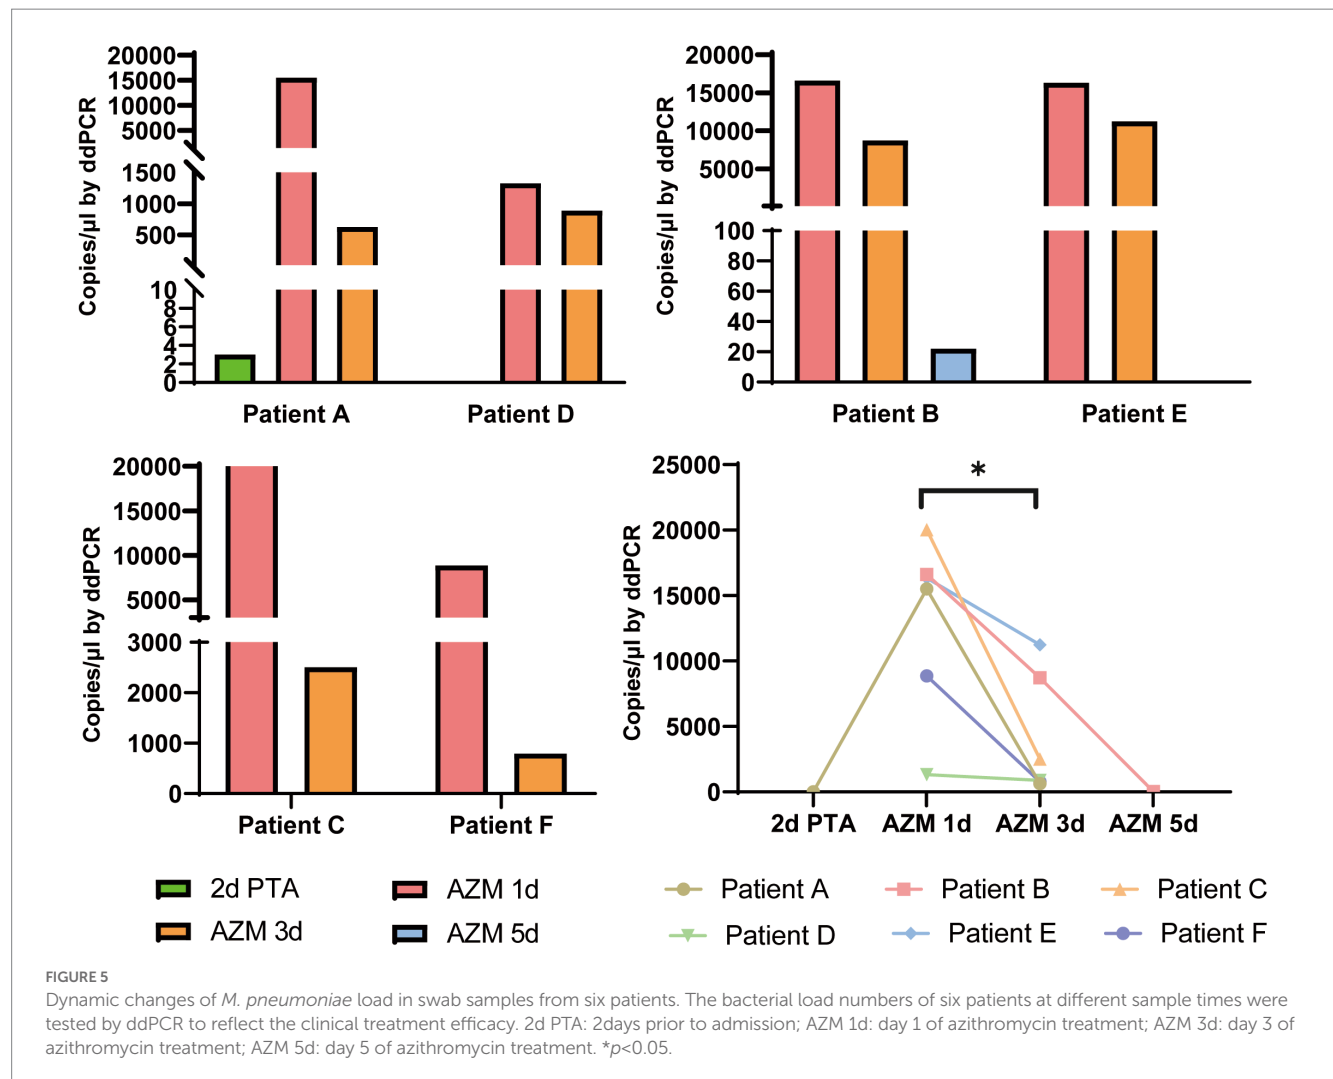 20000
15000
10000
5000
1500
1000
500
10
8
6
4
2
0
Copies/µl by ddPCR
Patient A
Patient D
20000
15000
10000
5000
100
80
60
40
20
0
Copies/µl by ddPCR
Patient B
Patient E
20000
15000
10000
5000
3000
2000
1000
0
Copies/µl by ddPCR
Patient C
Patient F
25000
20000
15000
10000
5000
0
Copies/µl by ddPCR
*
2d PTA AZM 1d AZM 3d AZM 5d
2d PTA AZM 1d
AZM 3d AZM 5d
Patient A Patient B Patient C
Patient D Patient E Patient F
FIGURE 5
Dynamic changes of M. pneumoniae load in swab samples from six patients. The bacterial load numbers of six patients at different sample times were
tested by ddPCR to reflect the clinical treatment efficacy. 2d PTA: 2days prior to admission; AZM 1d: day 1 of azithromycin treatment; AZM 3d: day 3 of
azithromycin treatment; AZM 5d: day 5 of azithromycin treatment. *p<0.05.